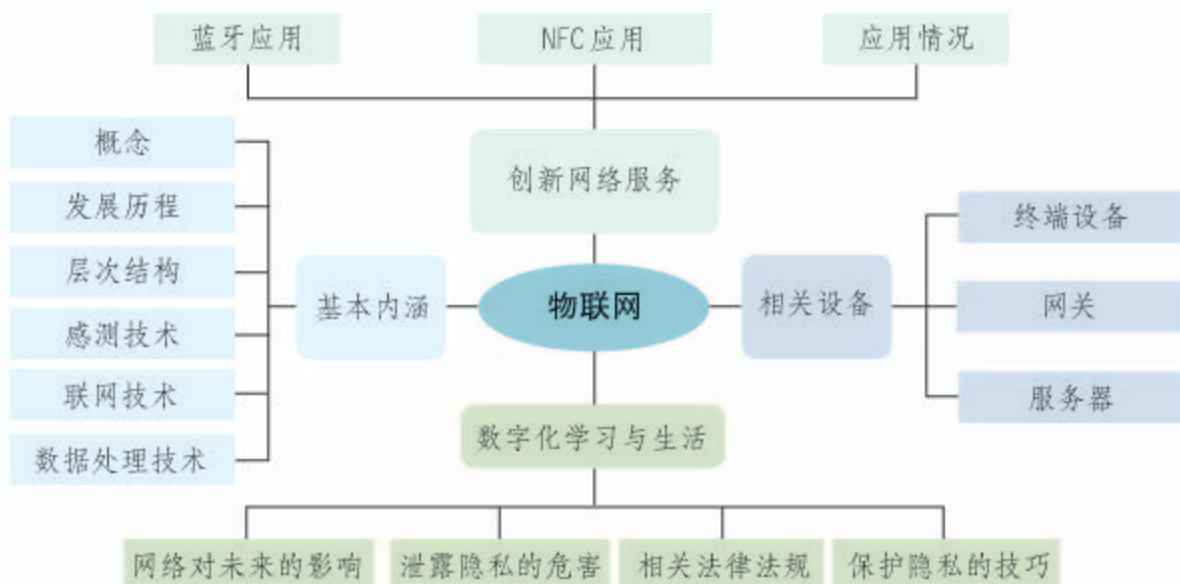 蓝牙应用
NFC应用
应用情况
创新网络服务
概念
发展历程
层次结构
感测技术
联网技术
数据处理技术
基本内涵
物联网
相关设备
终端设备
网关
服务器
数字化学习与生活
网络对未来的影响
泄露隐私的危害
相关法律法规
保护隐私的技巧